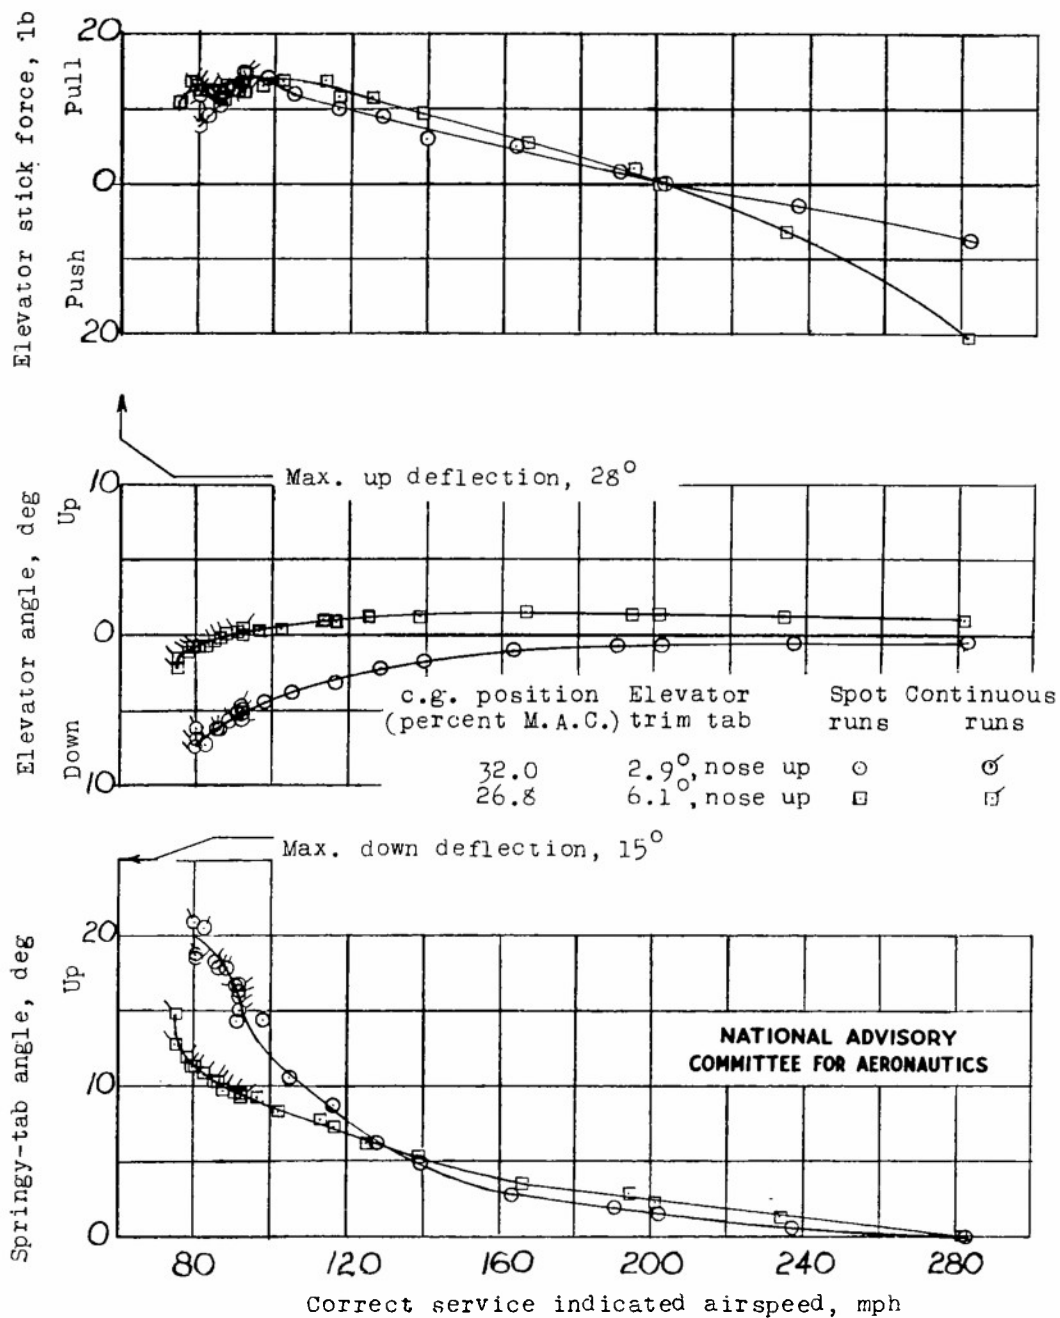 Elevator stick force, lb
Push Pull
20
0
20
Max. up deflection, 28°
Elevator angle, deg
Down Up
10
0
10
c.g. position Elevator Spot Continuous
(percent M.A.C.) trim tab runs runs
32.0 2.9°, nose up
26.8 6.1°, nose up
Max. down deflection, 15°
Springy-tab angle, deg
Up
20
10
0
NATIONAL ADVISORY
COMMITTEE FOR AERONAUTICS
80 120 160 200 240 280
Correct service indicated airspeed, mph